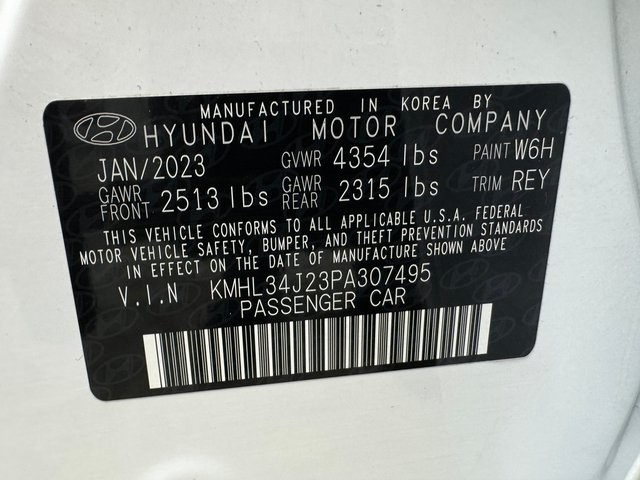 MANUFACTURED IN KOREA BY
HYUNDAI MOTOR COMPANY
JAN/2023 GVWR 4354 lbs PAINT W6H
GAWR FRONT 2513 lbs GAWR REAR 2315 lbs TRIM REY
THIS VEHICLE CONFORMS TO ALL APPLICABLE U.S.A. FEDERAL
MOTOR VEHICLE SAFETY, BUMPER, AND THEFT PREVENTION STANDARDS
IN EFFECT ON THE DATE OF MANUFACTURE SHOWN ABOVE
V.I.N KMHL34J23PA307495
PASSENGER CAR